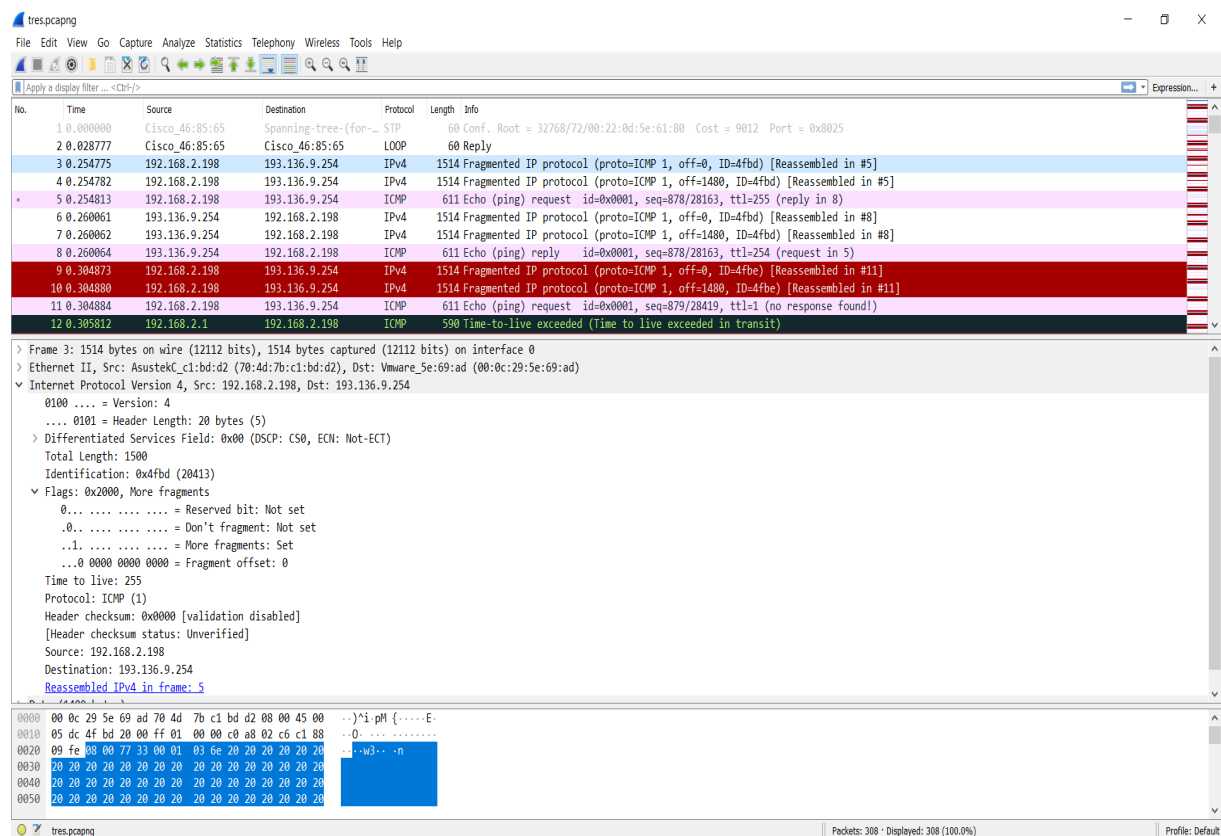 tres.pcapng
File Edit View Go Capture Analyze Statistics Telephony Wireless Tools Help
Apply a display filter ... <Ctrl-/>
Expression... +
No. Time Source Destination Protocol Length Info
1 0.000000 Cisco_46:85:65 Spanning-tree-(for-… STP 60 Conf. Root = 32768/72/00:22:0d:5e:61:80 Cost = 9012 Port = 0x8025
2 0.028777 Cisco_46:85:65 Cisco_46:85:65 LOOP 60 Reply
3 0.254775 192.168.2.198 193.136.9.254 IPv4 1514 Fragmented IP protocol (proto=ICMP 1, off=0, ID=4fbd) [Reassembled in #5]
4 0.254782 192.168.2.198 193.136.9.254 IPv4 1514 Fragmented IP protocol (proto=ICMP 1, off=1480, ID=4fbd) [Reassembled in #5]
5 0.254813 192.168.2.198 193.136.9.254 ICMP 611 Echo (ping) request id=0x0001, seq=878/28163, ttl=255 (reply in 8)
6 0.260061 193.136.9.254 192.168.2.198 IPv4 1514 Fragmented IP protocol (proto=ICMP 1, off=0, ID=4fbd) [Reassembled in #8]
7 0.260062 193.136.9.254 192.168.2.198 IPv4 1514 Fragmented IP protocol (proto=ICMP 1, off=1480, ID=4fbd) [Reassembled in #8]
8 0.260064 193.136.9.254 192.168.2.198 ICMP 611 Echo (ping) reply id=0x0001, seq=878/28163, ttl=254 (request in 5)
9 0.304873 192.168.2.198 193.136.9.254 IPv4 1514 Fragmented IP protocol (proto=ICMP 1, off=0, ID=4fbe) [Reassembled in #11]
10 0.304880 192.168.2.198 193.136.9.254 IPv4 1514 Fragmented IP protocol (proto=ICMP 1, off=1480, ID=4fbe) [Reassembled in #11]
11 0.304884 192.168.2.198 193.136.9.254 ICMP 611 Echo (ping) request id=0x0001, seq=879/28419, ttl=1 (no response found!)
12 0.305812 192.168.2.1 192.168.2.198 ICMP 590 Time-to-live exceeded (Time to live exceeded in transit)
Frame 3: 1514 bytes on wire (12112 bits), 1514 bytes captured (12112 bits) on interface 0
Ethernet II, Src: AsustekC_c1:bd:d2 (70:4d:7b:c1:bd:d2), Dst: Vmware_5e:69:ad (00:0c:29:5e:69:ad)
Internet Protocol Version 4, Src: 192.168.2.198, Dst: 193.136.9.254
0100 .... = Version: 4
.... 0101 = Header Length: 20 bytes (5)
Differentiated Services Field: 0x00 (DSCP: CS0, ECN: Not-ECT)
Total Length: 1500
Identification: 0x4fbd (20413)
Flags: 0x2000, More fragments
0... .... .... .... = Reserved bit: Not set
.0.. .... .... .... = Don't fragment: Not set
..1. .... .... .... = More fragments: Set
...0 0000 0000 0000 = Fragment offset: 0
Time to live: 255
Protocol: ICMP (1)
Header checksum: 0x0000 [validation disabled]
[Header checksum status: Unverified]
Source: 192.168.2.198
Destination: 193.136.9.254
Reassembled IPv4 in frame: 5
0000 00 0c 29 5e 69 ad 70 4d 7b c1 bd d2 08 00 45 00 ··)^i·pM {·····E·
0010 05 dc 4f bd 20 00 ff 01 00 00 c0 a8 02 c6 c1 88 ··O· ··· ········
0020 09 fe 08 00 77 33 00 01 03 6e 20 20 20 20 20 20 ····w3·· ·n
0030 20 20 20 20 20 20 20 20 20 20 20 20 20 20 20 20
0040 20 20 20 20 20 20 20 20 20 20 20 20 20 20 20 20
0050 20 20 20 20 20 20 20 20 20 20 20 20 20 20 20 20
tres.pcapng
Packets: 308 · Displayed: 308 (100.0%)
Profile: Default